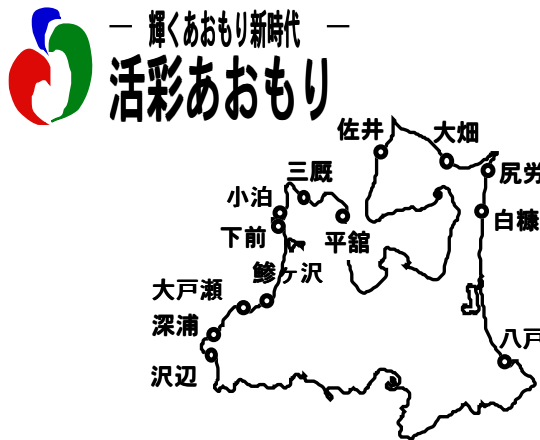 ― 輝くあおもり新時代 ―
活彩あおもり
佐井
大畑
三厩
尻労
小泊
白糠
下前
平舘
鰺ヶ沢
大戸瀬
深浦
八戸
沢辺